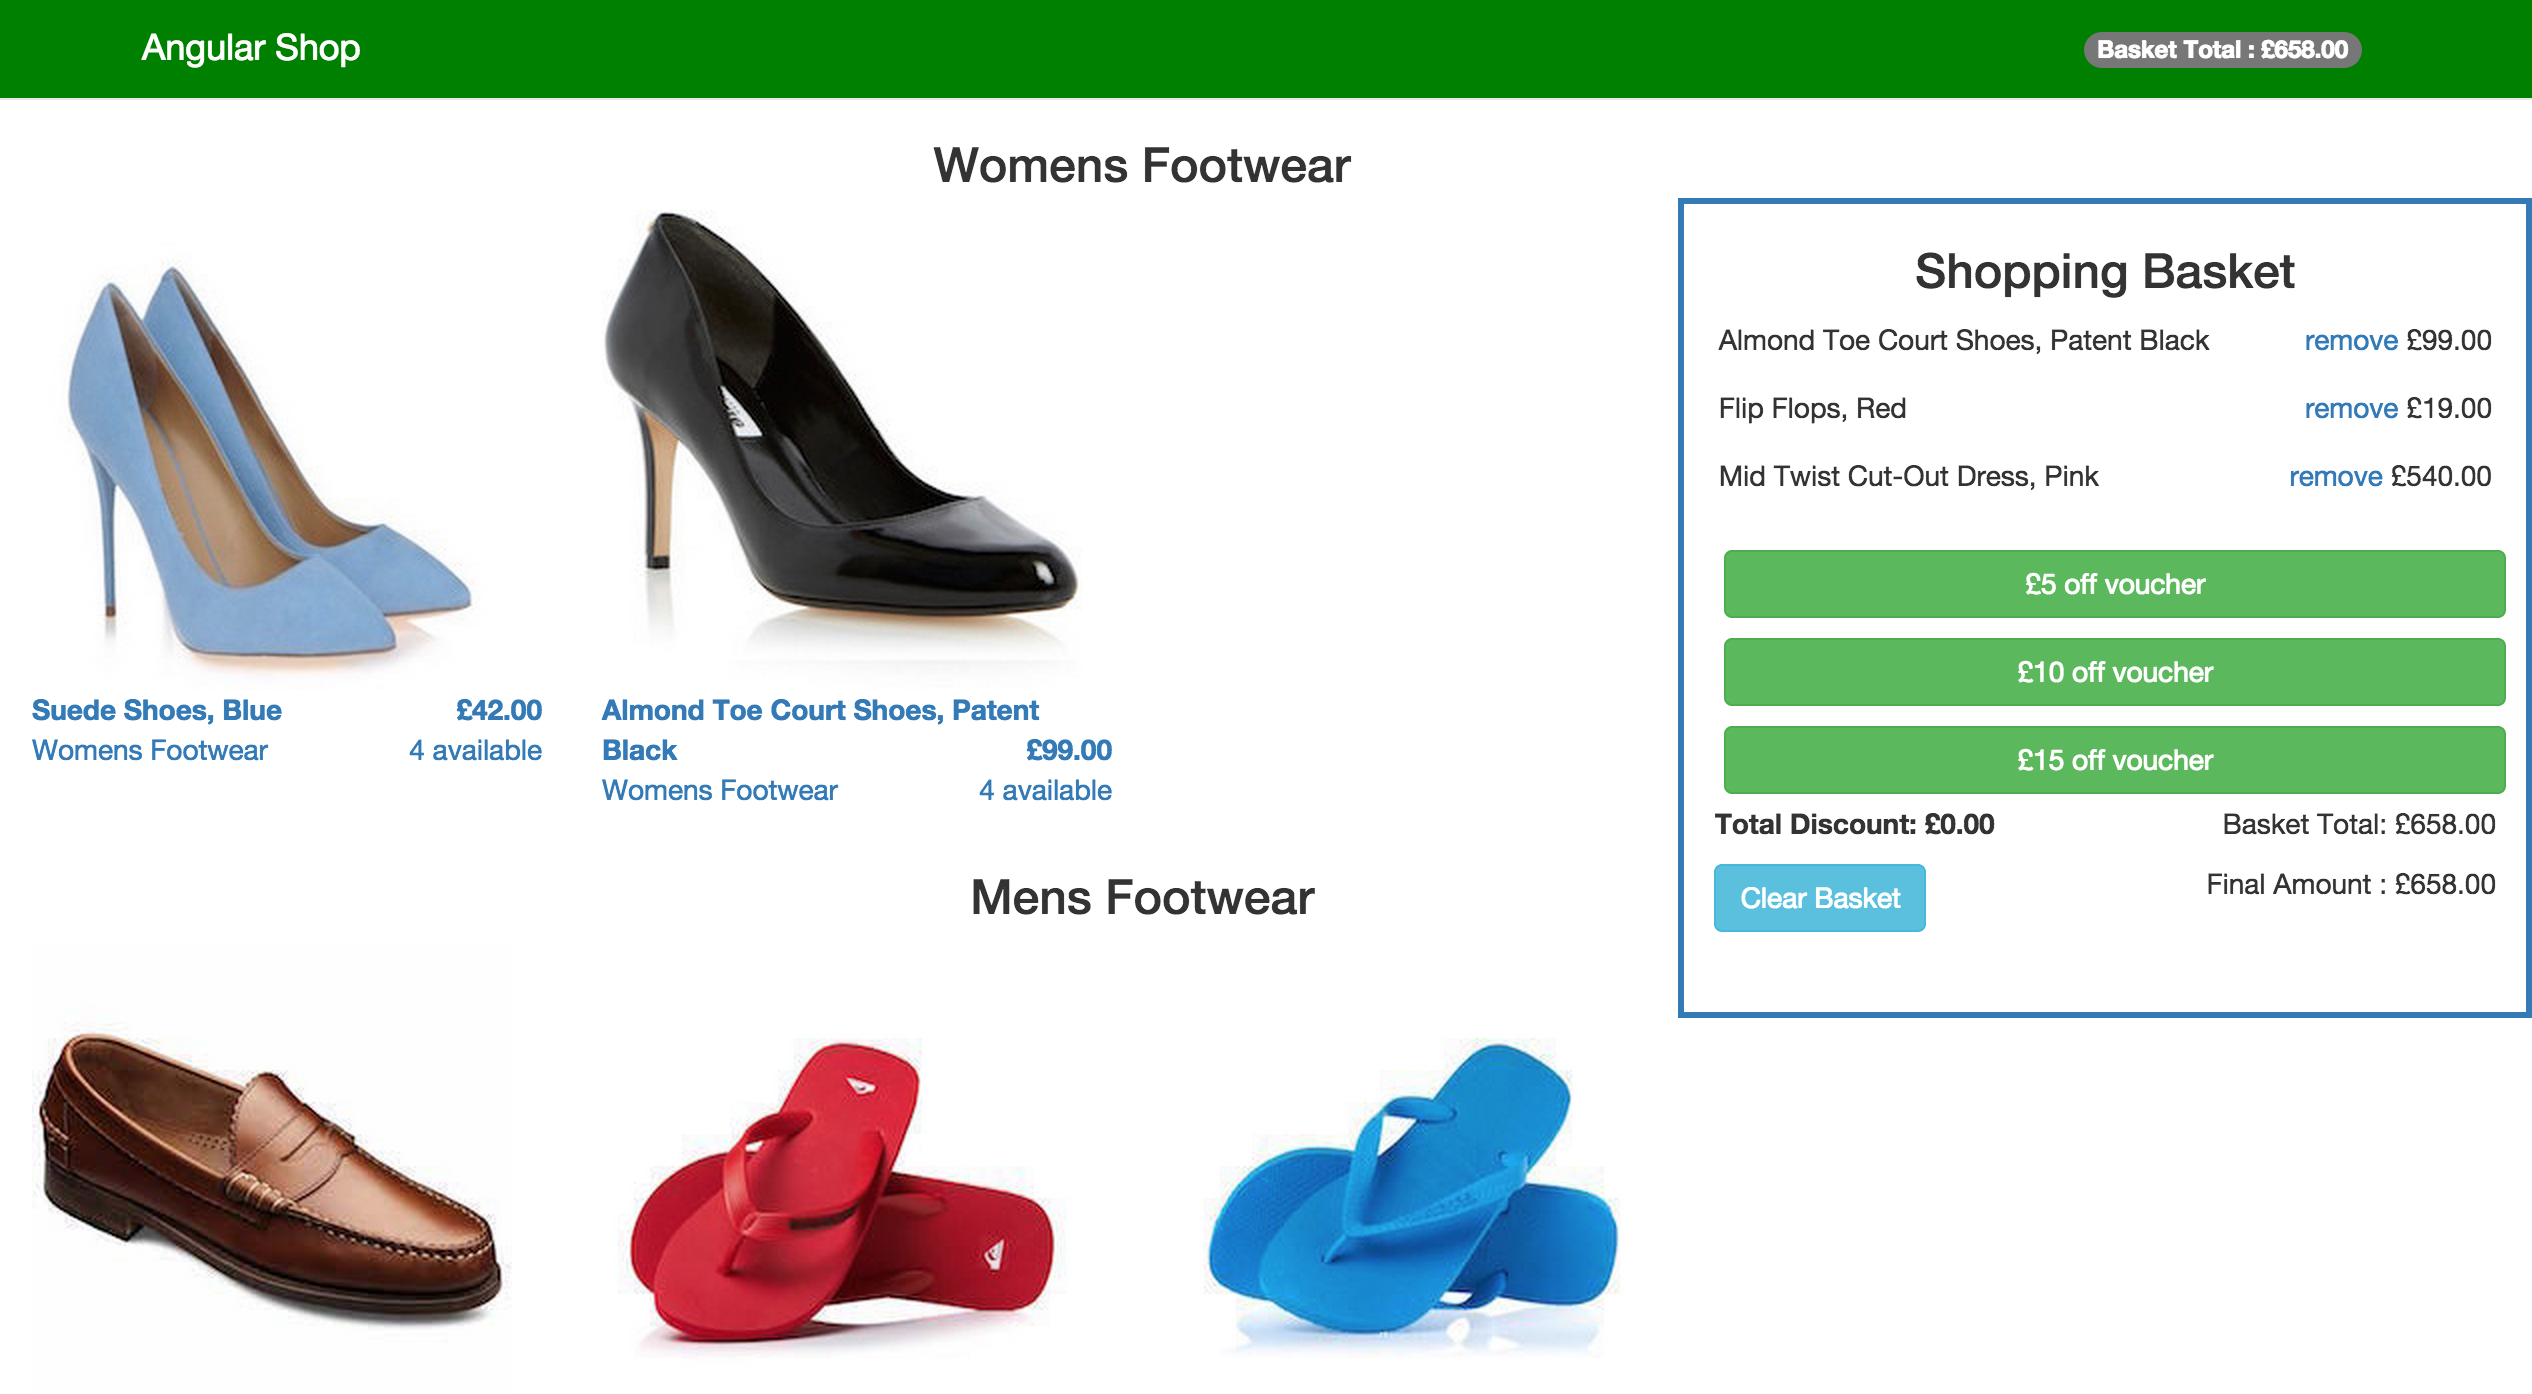 Angular Shop
Basket Total : £658.00
Womens Footwear
Suede Shoes, Blue £42.00
Womens Footwear 4 available
Almond Toe Court Shoes, Patent
Black £99.00
Womens Footwear 4 available
Mens Footwear
Shopping Basket
Almond Toe Court Shoes, Patent Black remove £99.00
Flip Flops, Red remove £19.00
Mid Twist Cut-Out Dress, Pink remove £540.00
£5 off voucher
£10 off voucher
£15 off voucher
Total Discount: £0.00 Basket Total: £658.00
Clear Basket Final Amount : £658.00